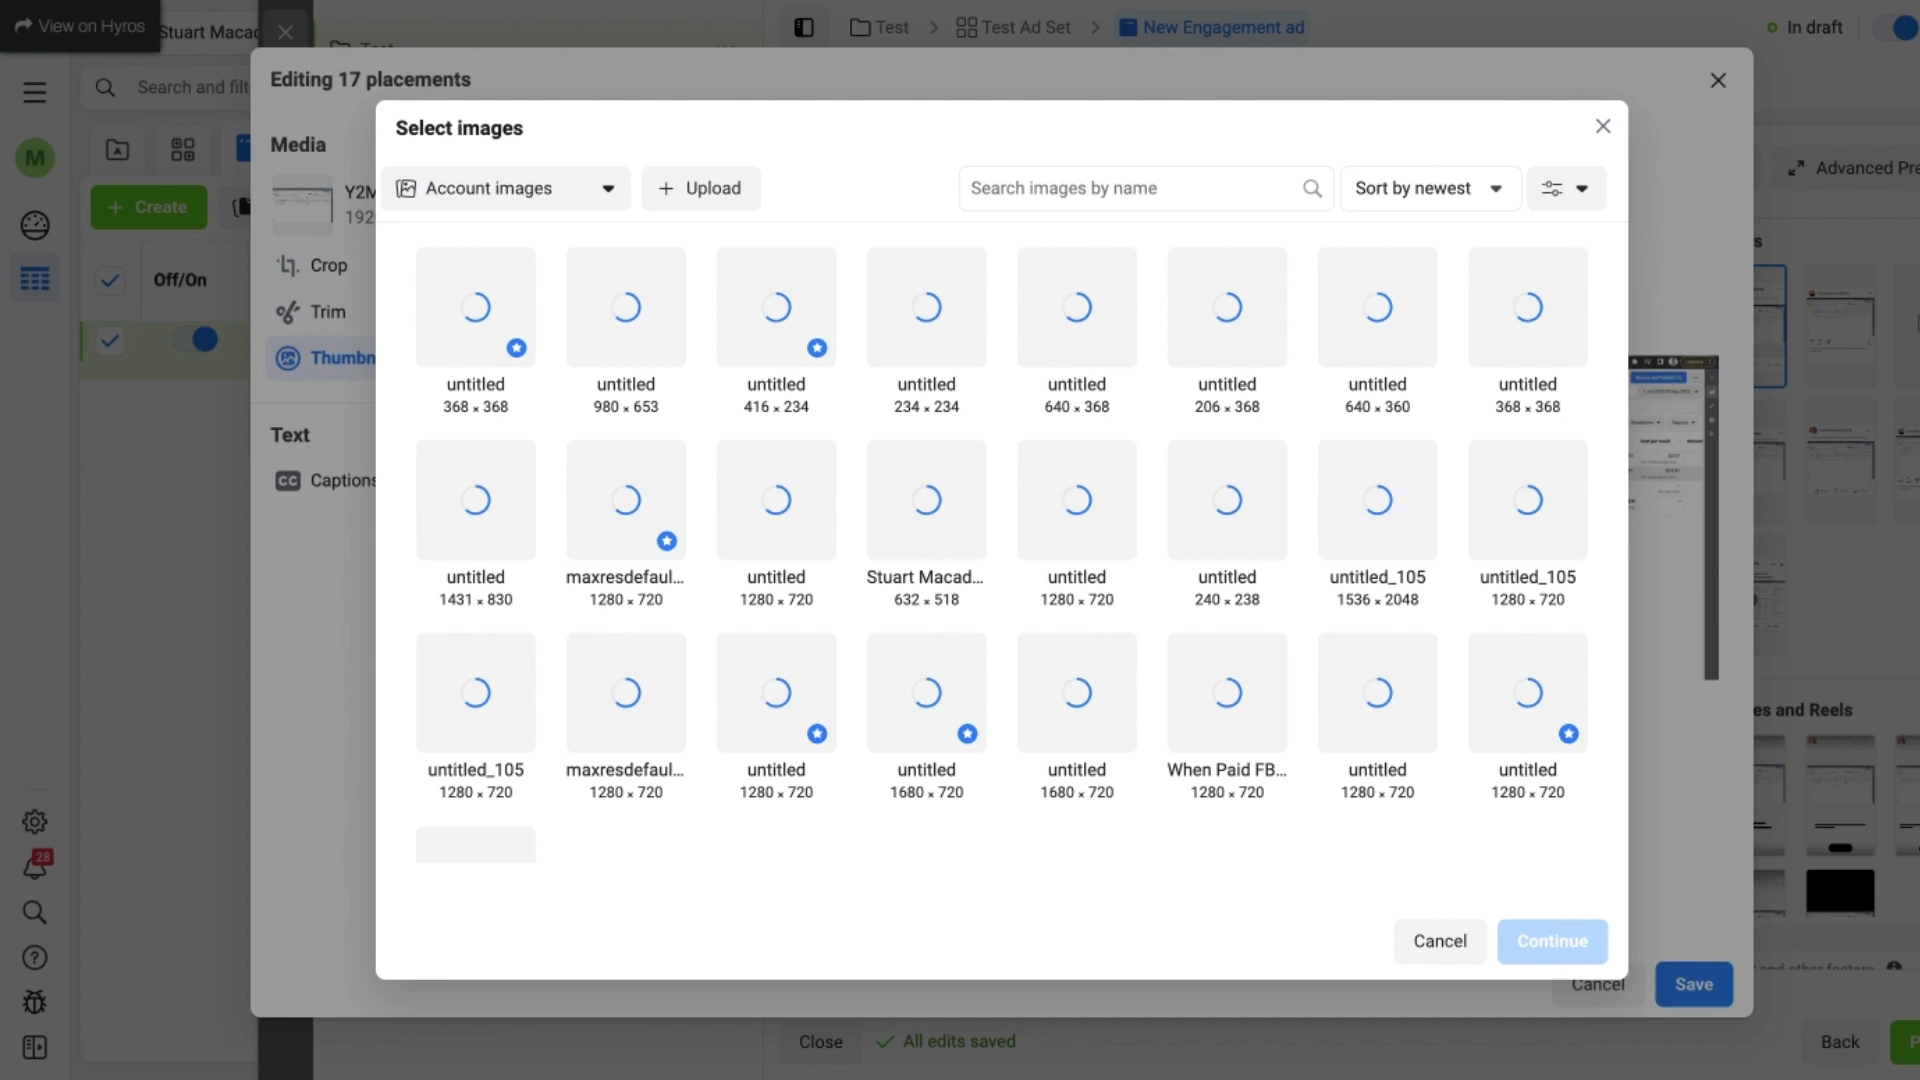 View on Hyros
Stuart Macad
Test
Test
Test Ad Set
New Engagement ad
In draft
Editing 17 placements
Search and filt
Select images
Media
Account images
Upload
Search images by name
Sort by newest
Advanced Pre
Y2M
192
Create
Crop
Off/On
Trim
Thumbn
Text
CC Captions
M
untitled
368 × 368
untitled
980 × 653
untitled
416 × 234
untitled
234 × 234
untitled
640 × 368
untitled
206 × 368
untitled
640 × 360
untitled
368 × 368
untitled
1431 × 830
maxresdefaul...
1280 × 720
untitled
1280 × 720
Stuart Macad...
632 × 518
untitled
1280 × 720
untitled
240 × 238
untitled_105
1536 × 2048
untitled_105
1280 × 720
untitled_105
1280 × 720
maxresdefaul...
1280 × 720
untitled
1280 × 720
untitled
1680 × 720
untitled
1680 × 720
When Paid FB...
1280 × 720
untitled
1280 × 720
untitled
1280 × 720
es and Reels
28
Cancel
Continue
Cancel
Save
Close
All edits saved
Back
P